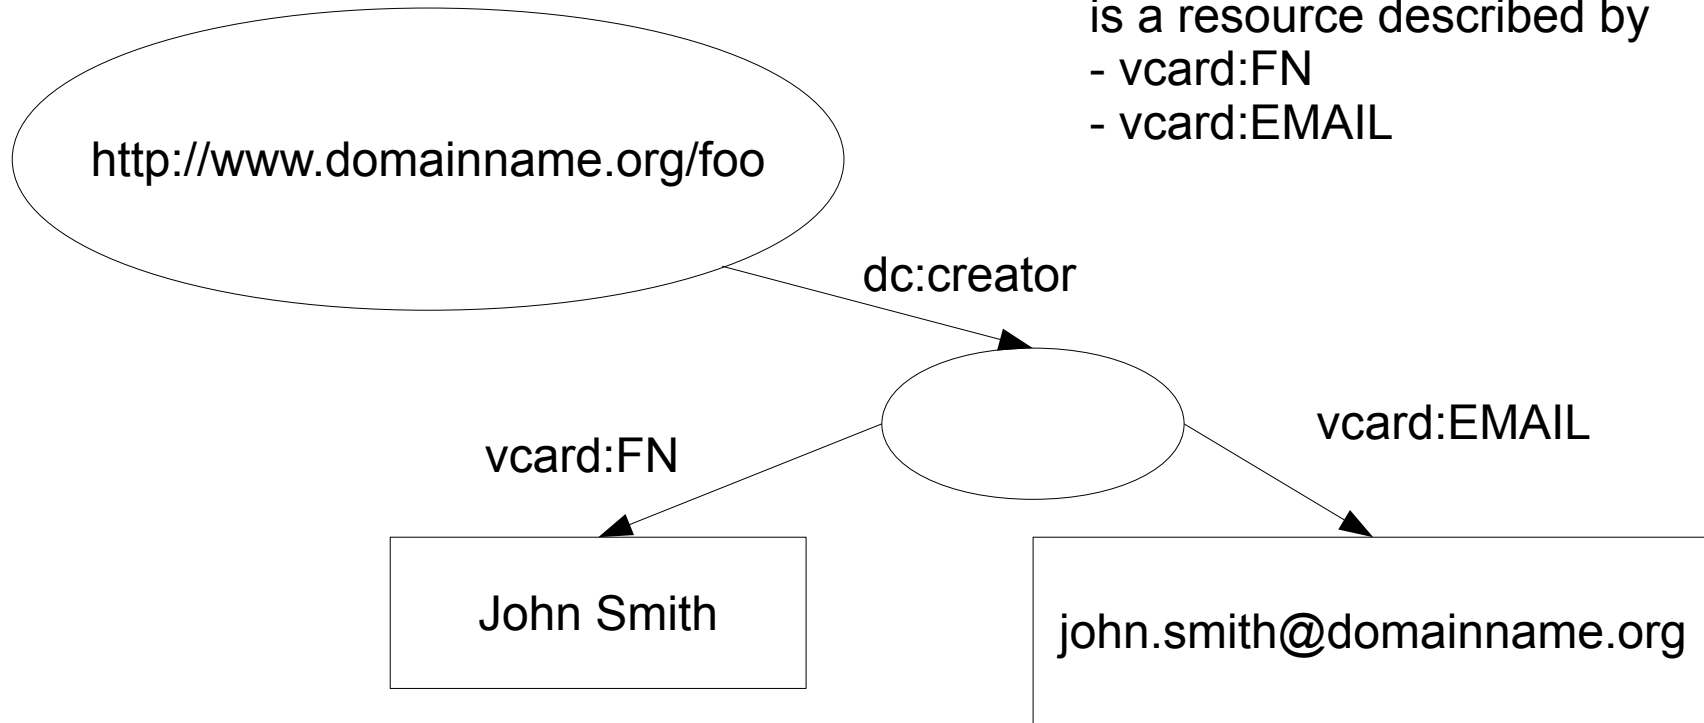 is a resource described by
- vcard:FN
- vcard:EMAIL
http://www.domainname.org/foo
dc:creator
vcard:EMAIL
vcard:FN
John Smith
john.smith@domainname.org